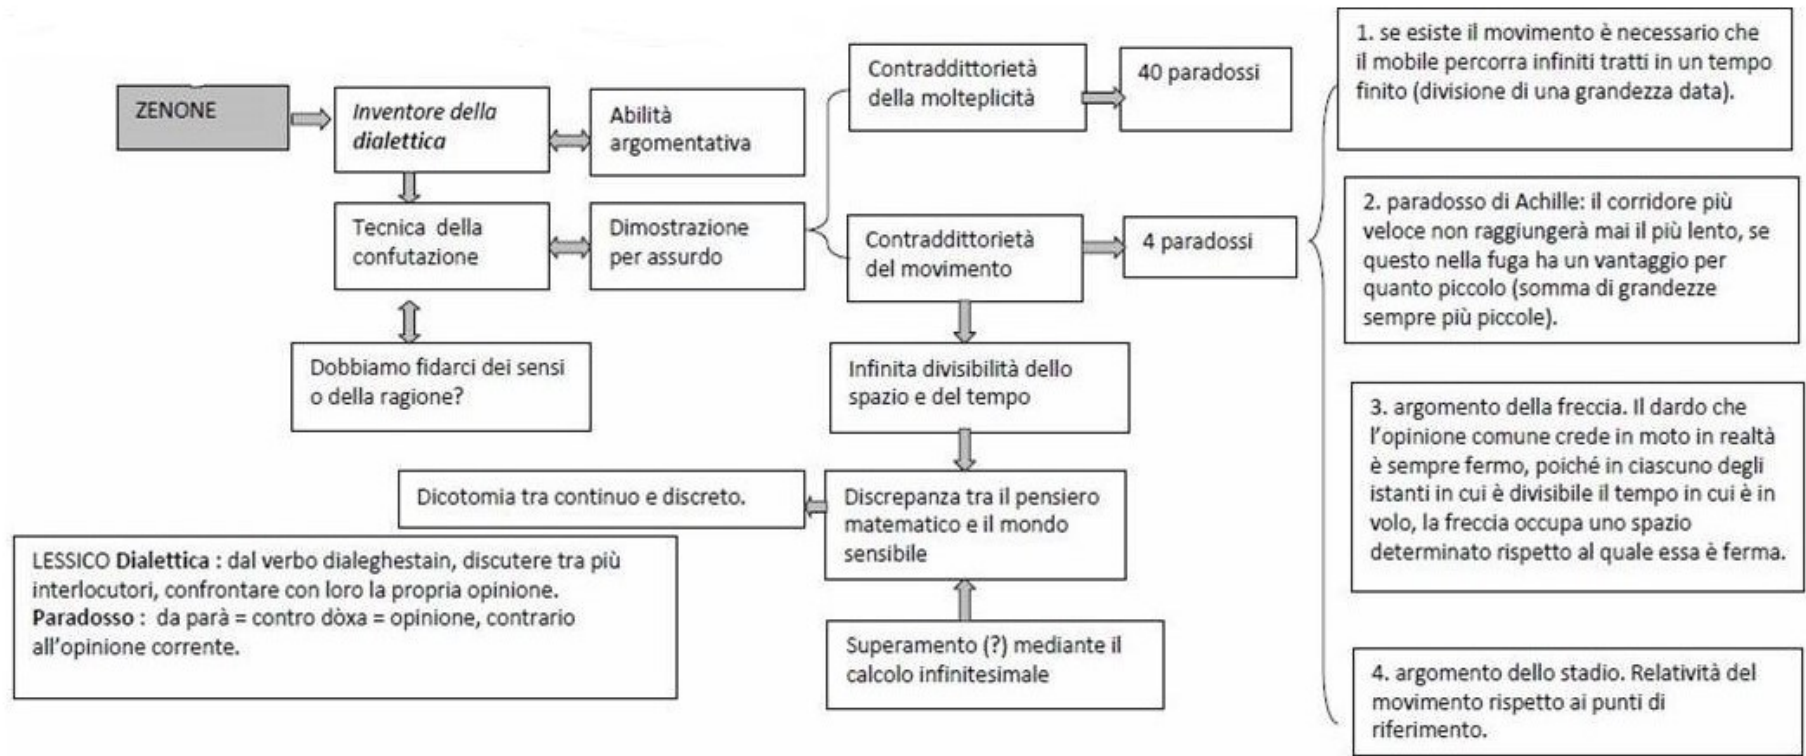 ZENONE
Inventore della
dialettica
Abilità
argomentativa
Contraddittorietà
della molteplicità
40 paradossi
Tecnica della
confutazione
Dimostrazione
per assurdo
Contraddittorietà
del movimento
4 paradossi
1. se esiste il movimento è necessario che
il mobile percorra infiniti tratti in un tempo
finito (divisione di una grandezza data).
2. paradosso di Achille: il corridore più
veloce non raggiungerà mai il più lento, se
questo nella fuga ha un vantaggio per
quanto piccolo (somma di grandezze
sempre più piccole).
3. argomento della freccia. Il dardo che
l'opinione comune crede in moto in realtà
è sempre fermo, poiché in ciascuno degli
istanti in cui è divisibile il tempo in cui è in
volo, la freccia occupa uno spazio
determinato rispetto al quale essa è ferma.
4. argomento dello stadio. Relatività del
movimento rispetto ai punti di
riferimento.
Dobbiamo fidarci dei sensi
o della ragione?
Infinita divisibilità dello
spazio e del tempo
Dicotomia tra continuo e discreto.
Discrepanza tra il pensiero
matematico e il mondo
sensibile
Superamento (?) mediante il
calcolo infinitesimale
LESSICO Dialettica : dal verbo dialeghestain, discutere tra più
interlocutori, confrontare con loro la propria opinione.
Paradosso : da parà = contro dòxa = opinione, contrario
all'opinione corrente.